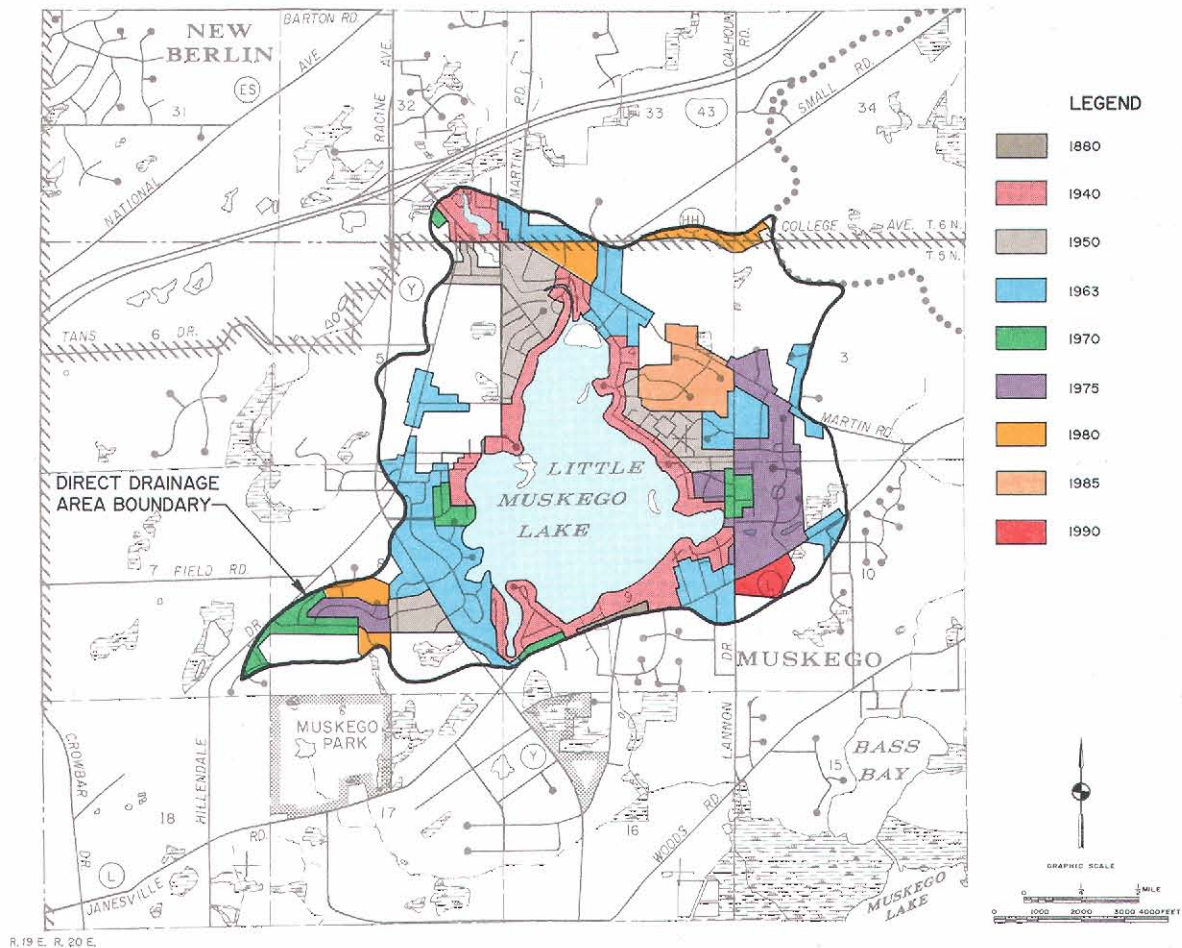 BARTON RD.
NEW
BERLIN
NATIONAL AVE
ES
31
RACINE AVE.
32
MARTIN RD.
33
43
CALHOUN RD.
SMALL RD.
34
HH
COLLEGE AVE. T.6 N.
T.5 N.
Y
TANS DR.
6
5
3
MARTIN RD.
DIRECT DRAINAGE
AREA BOUNDARY
LITTLE
MUSKEGO
LAKE
7 FIELD RD.
8
DR.
L
10
9
MUSKEGO
LANNON DR
MUSKEGO
PARK
Y
BASS
BAY
15
CROWBAR DR
HILLENDALE
18
17
16
WOODS RD.
L
JANESVILLE RD.
MUSKEGO
LAKE
R. 19 E. R. 20 E.
LEGEND
1880
1940
1950
1963
1970
1975
1980
1985
1990
GRAPHIC SCALE
0 MILE
0 1000 2000 3000 4000 FEET